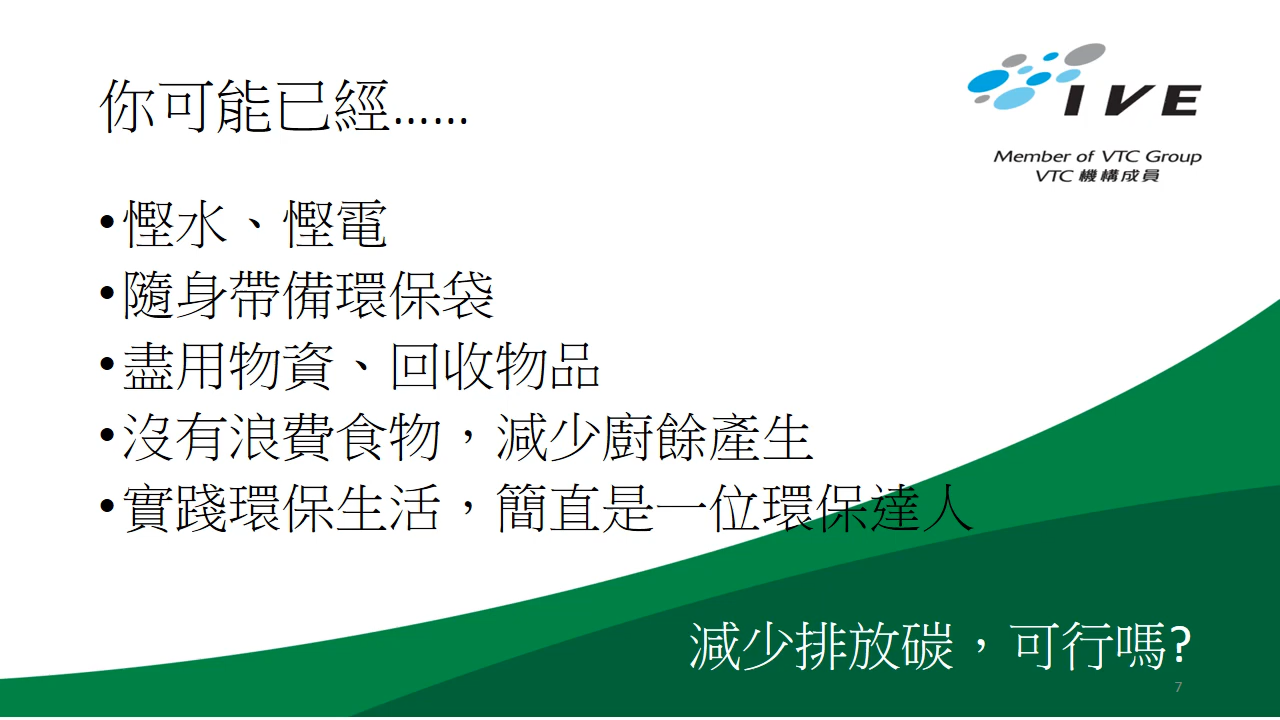 你可能已經……
IVE
Member of VTC Group
VTC 機構成員
•慳水、慳電
•隨身帶備環保袋
•盡用物資、回收物品
•沒有浪費食物，減少廚餘產生
•實踐環保生活，簡直是一位環保達人
減少排放碳，可行嗎?
7